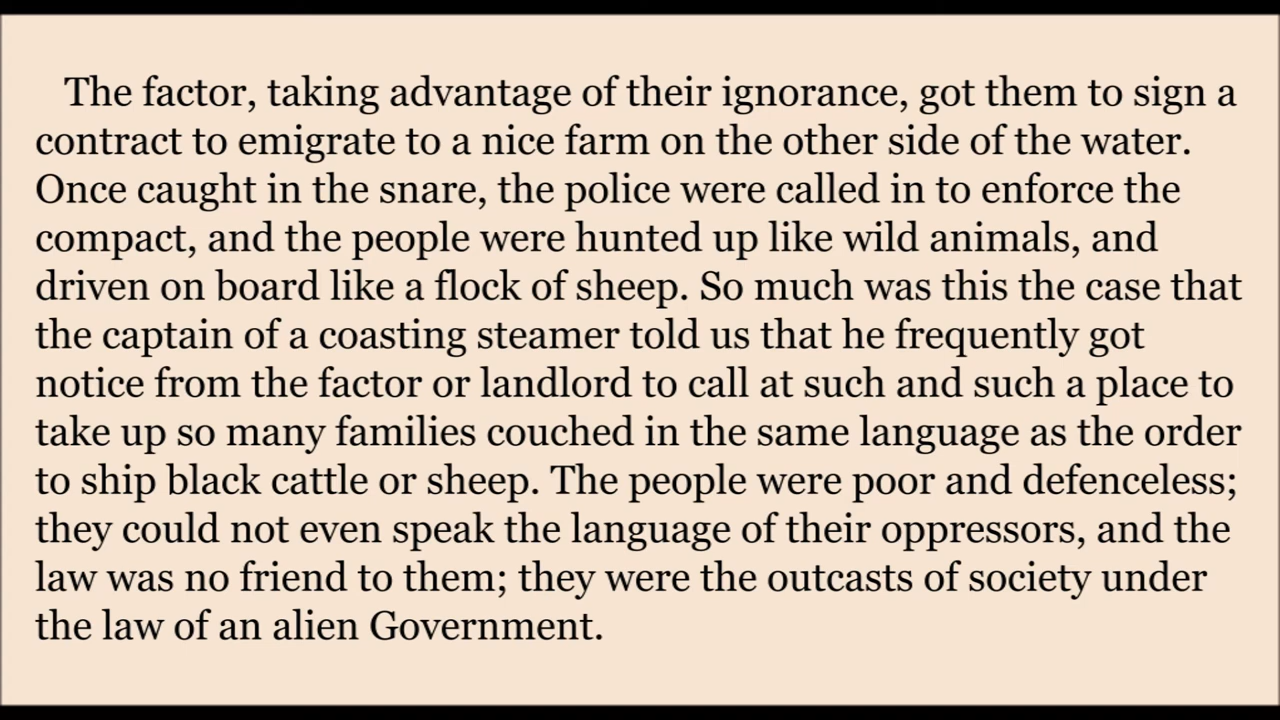 The factor, taking advantage of their ignorance, got them to sign a
contract to emigrate to a nice farm on the other side of the water.
Once caught in the snare, the police were called in to enforce the
compact, and the people were hunted up like wild animals, and
driven on board like a flock of sheep. So much was this the case that
the captain of a coasting steamer told us that he frequently got
notice from the factor or landlord to call at such and such a place to
take up so many families couched in the same language as the order
to ship black cattle or sheep. The people were poor and defenceless;
they could not even speak the language of their oppressors, and the
law was no friend to them; they were the outcasts of society under
the law of an alien Government.